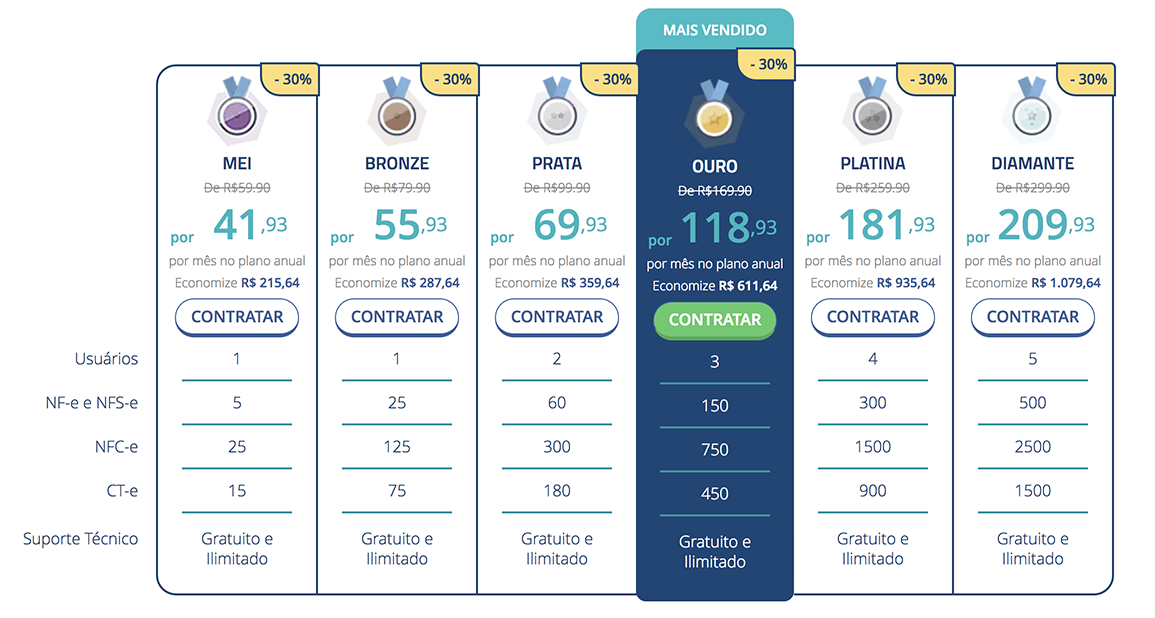 MAIS VENDIDO
- 30%
- 30%
- 30%
- 30%
- 30%
- 30%
MEI
De R$59.90
por 41,93
por mês no plano anual
Economize R$ 215,64
CONTRATAR
BRONZE
De R$79.90
por 55,93
por mês no plano anual
Economize R$ 287,64
CONTRATAR
PRATA
De R$99.90
por 69,93
por mês no plano anual
Economize R$ 359,64
CONTRATAR
OURO
De R$169.90
por 118,93
por mês no plano anual
Economize R$ 611,64
CONTRATAR
PLATINA
De R$259.90
por 181,93
por mês no plano anual
Economize R$ 935,64
CONTRATAR
DIAMANTE
De R$299.90
por 209,93
por mês no plano anual
Economize R$ 1.079,64
CONTRATAR
Usuários 1 1 2 3 4 5
NF-e e NFS-e 5 25 60 150 300 500
NFC-e 25 125 300 750 1500 2500
CT-e 15 75 180 450 900 1500
Suporte Técnico Gratuito e Gratuito e Gratuito e Gratuito e Gratuito e Gratuito e
Ilimitado Ilimitado Ilimitado Ilimitado Ilimitado Ilimitado